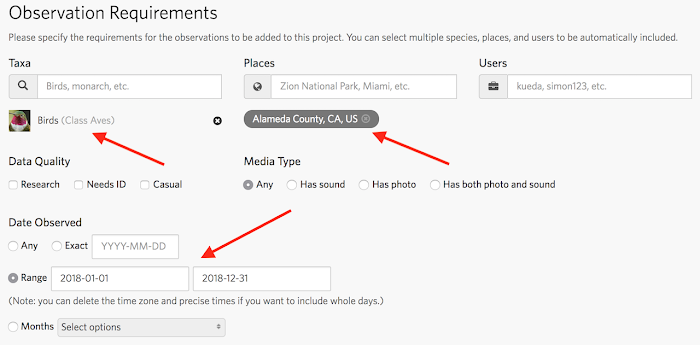 Observation Requirements
Please specify the requirements for the observations to be added to this project. You can select multiple species, places, and users to be automatically included.
Taxa Places Users
Birds, monarch, etc. Zion National Park, Miami, etc. kueda, simon123, etc.
Birds (Class Aves) Alameda County, CA, US
Data Quality Media Type
Research Needs ID Casual Any Has sound Has photo Has both photo and sound
Date Observed
Any Exact YYYY-MM-DD
Range 2018-01-01 2018-12-31
(Note: you can delete the time zone and precise times if you want to include whole days.)
Months Select options